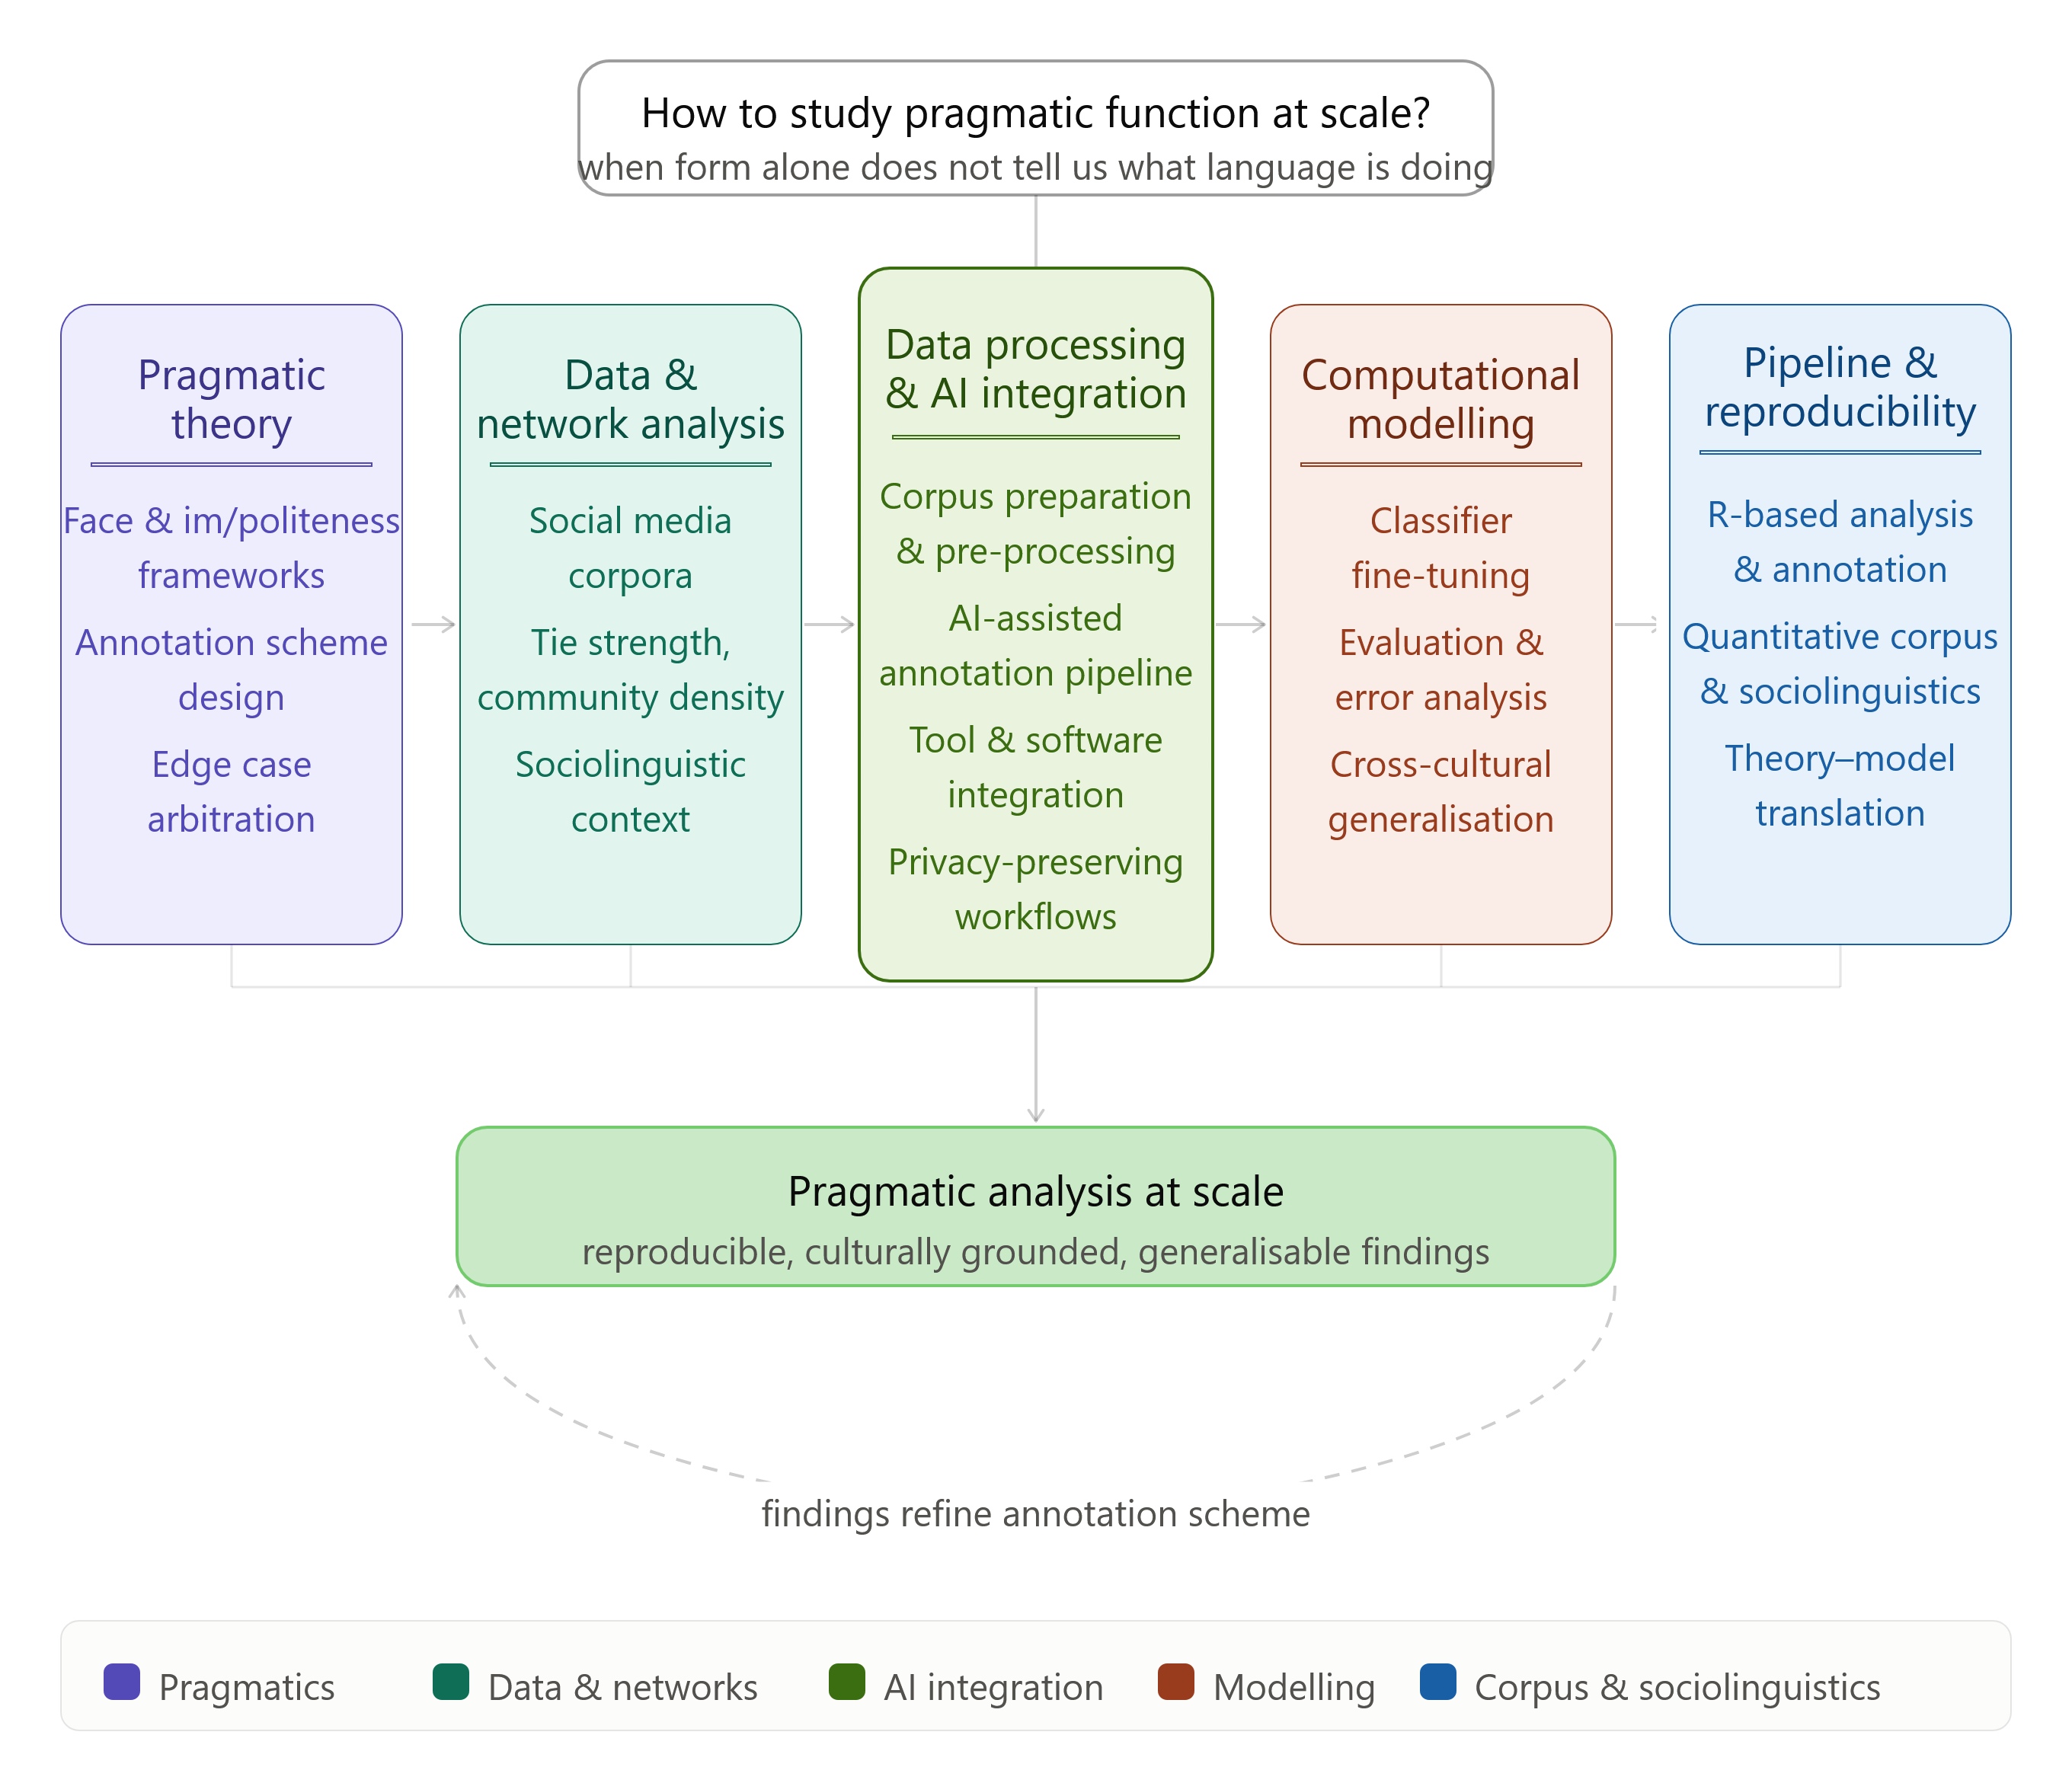 How to study pragmatic function at scale?
when form alone does not tell us what language is doing
Pragmatic
theory
Face & im/politeness
frameworks
Annotation scheme
design
Edge case
arbitration
Data &
network analysis
Social media
corpora
Tie strength,
community density
Sociolinguistic
context
Data processing
& AI integration
Corpus preparation
& pre-processing
AI-assisted
annotation pipeline
Tool & software
integration
Privacy-preserving
workflows
Computational
modelling
Classifier
fine-tuning
Evaluation &
error analysis
Cross-cultural
generalisation
Pipeline &
reproducibility
R-based analysis
& annotation
Quantitative corpus
& sociolinguistics
Theory–model
translation
Pragmatic analysis at scale
reproducible, culturally grounded, generalisable findings
findings refine annotation scheme
Pragmatics
Data & networks
AI integration
Modelling
Corpus & sociolinguistics